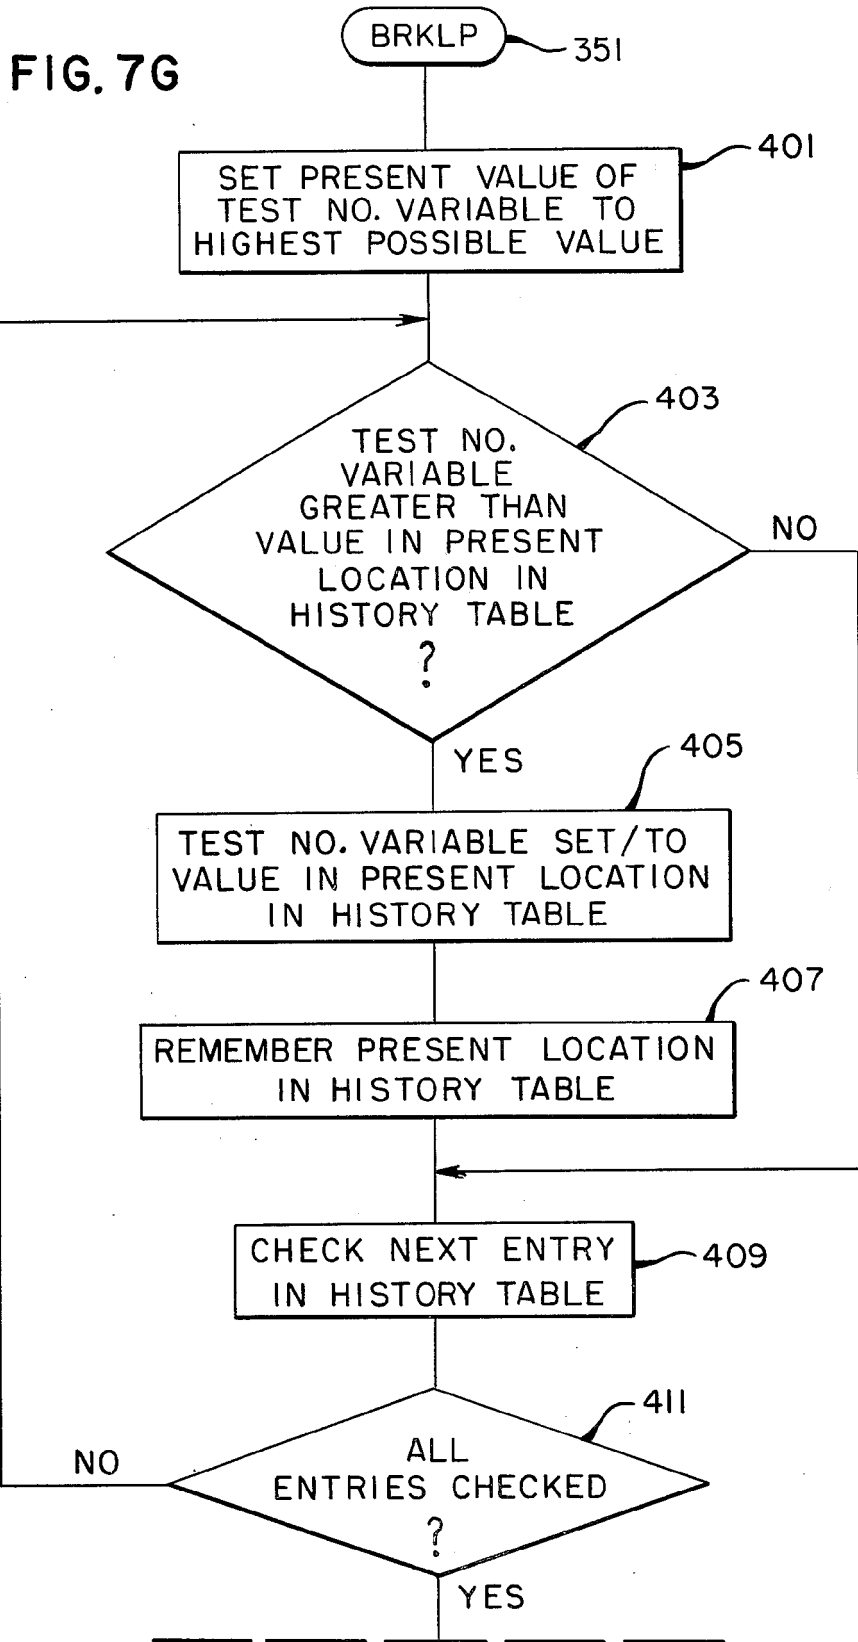 BRKLP
351
FIG. 7G
401
SET PRESENT VALUE OF
TEST NO. VARIABLE TO
HIGHEST POSSIBLE VALUE
403
TEST NO.
VARIABLE
GREATER THAN
VALUE IN PRESENT
LOCATION IN
HISTORY TABLE
?
NO
YES
405
TEST NO. VARIABLE SET/TO
VALUE IN PRESENT LOCATION
IN HISTORY TABLE
407
REMEMBER PRESENT LOCATION
IN HISTORY TABLE
CHECK NEXT ENTRY
IN HISTORY TABLE
409
411
ALL
ENTRIES CHECKED
?
NO
YES